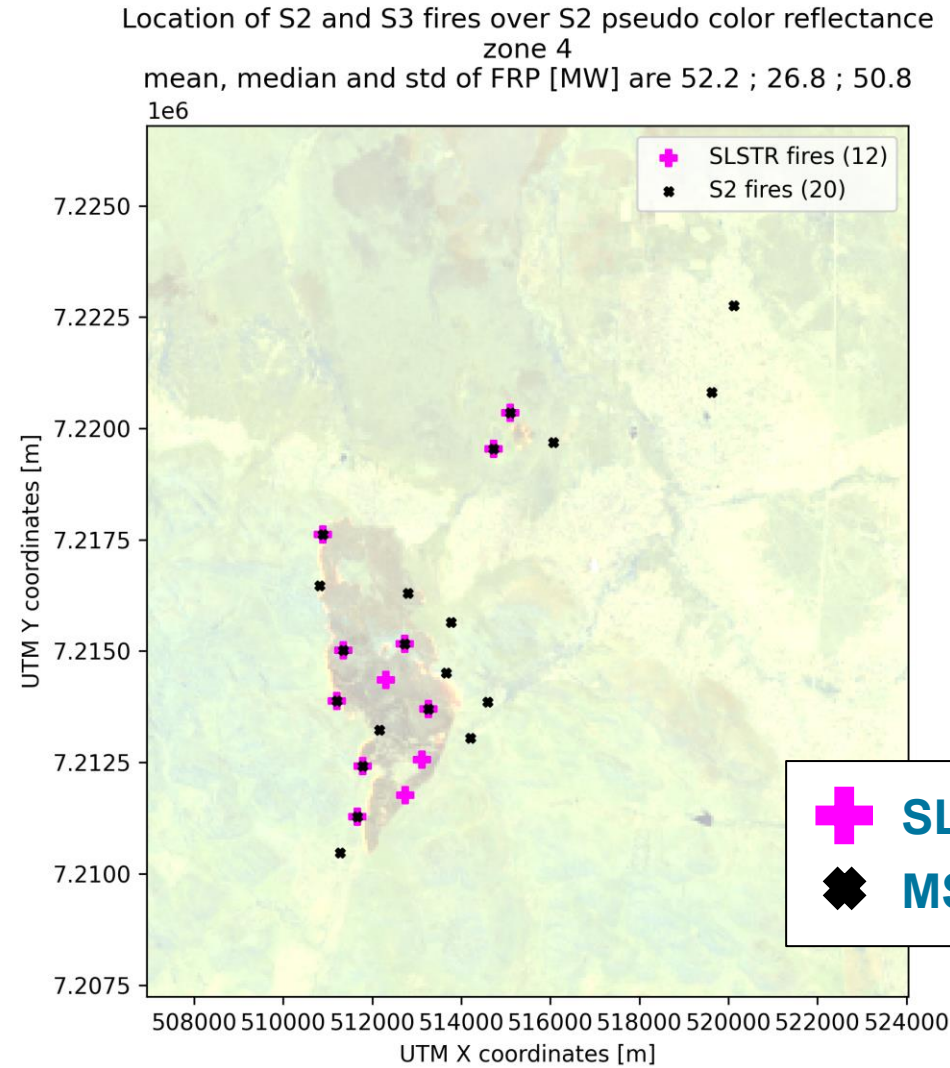 Location of S2 and S3 fires over S2 pseudo color reflectance
zone 4
mean, median and std of FRP [MW] are 52.2 ; 26.8 ; 50.8
1e6
SLSTR fires (12)
S2 fires (20)
7.2250
7.2225
7.2200
7.2175
7.2150
7.2125
7.2100
7.2075
UTM Y coordinates [m]
SL
MS
508000 510000 512000 514000 516000 518000 520000 522000 524000
UTM X coordinates [m]